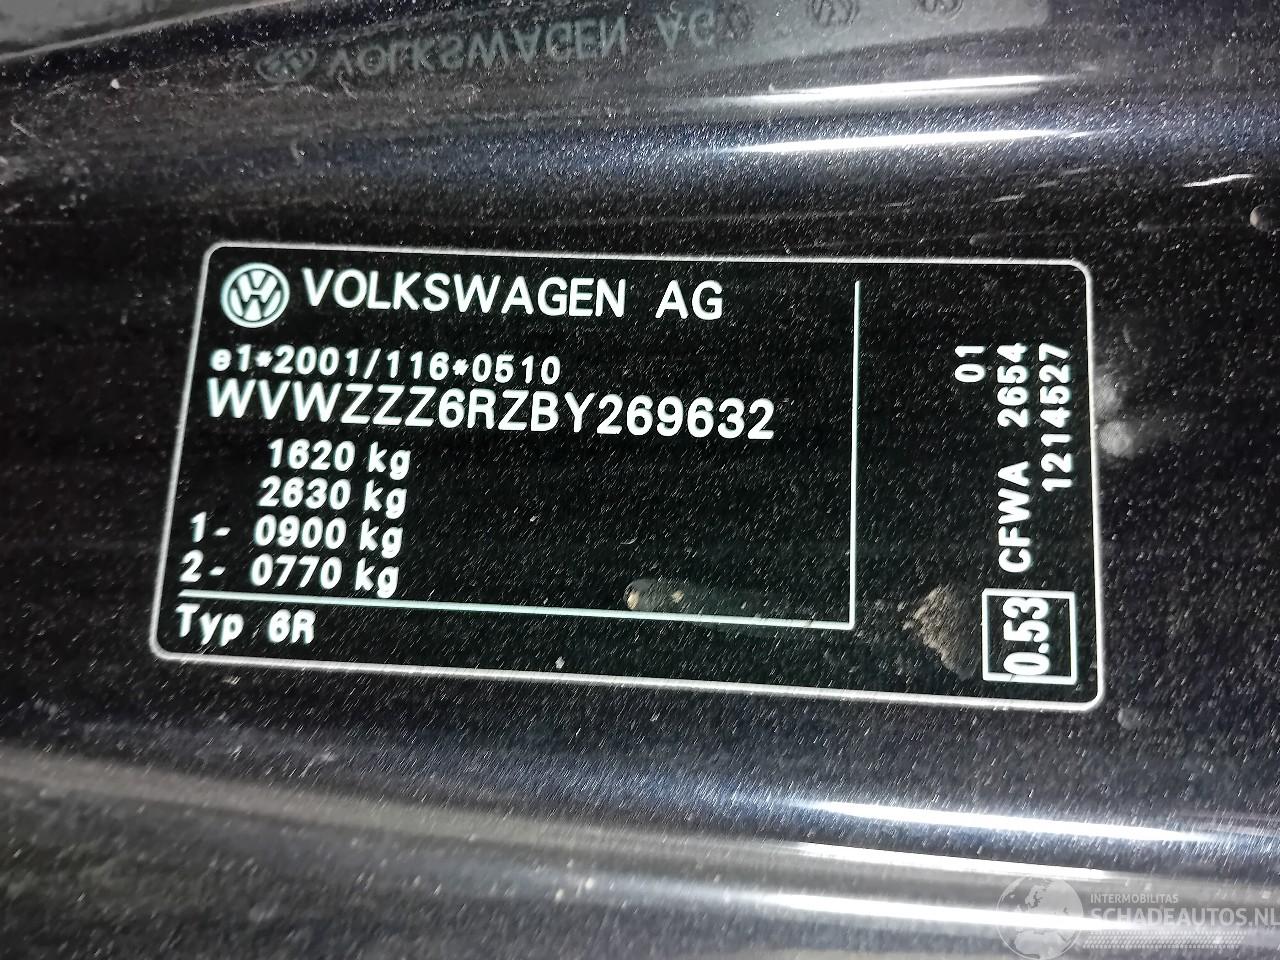 VOLKSWAGEN AG
VOLKSWAGEN AG
e1*2001/116*0510
WVWZZZ6RZBY269632
1620 kg
2630 kg
1- 0900 kg
2- 0770 kg
Typ 6R
01
0.53 CFWA 2654
1214527
INTERMOBILITAS
SCHADEAUTOS.NL